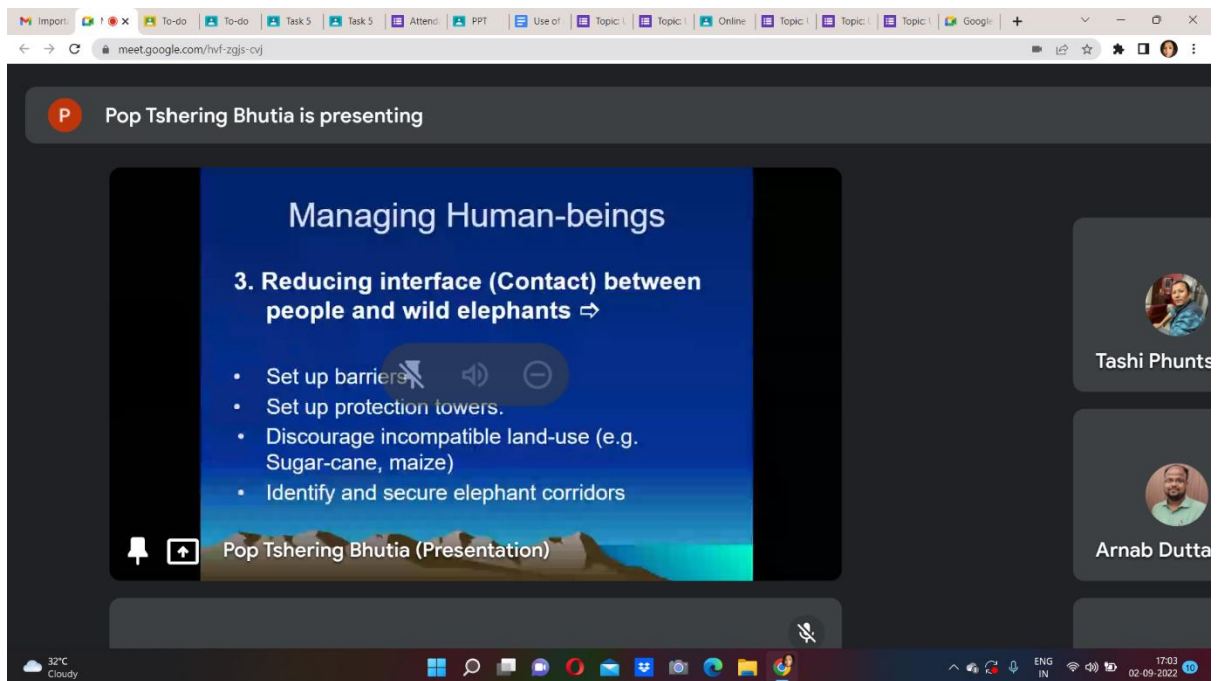 Import
To-do
To-do
Task 5
Task 5
Attend
PPT
Use of
Topic:
Topic:
Online
Topic:
Topic:
Topic:
Google
meet.google.com/hvf-zgjs-cvj
P
Pop Tshering Bhutia is presenting
Managing Human-beings
3. Reducing interface (Contact) between
people and wild elephants ⇨
• Set up barriers
• Set up protection towers.
• Discourage incompatible land-use (e.g.
Sugar-cane, maize)
• Identify and secure elephant corridors
Pop Tshering Bhutia (Presentation)
Tashi Phunts
Arnab Dutta
32°C
Cloudy
ENG
IN
17:03
02-09-2022
10